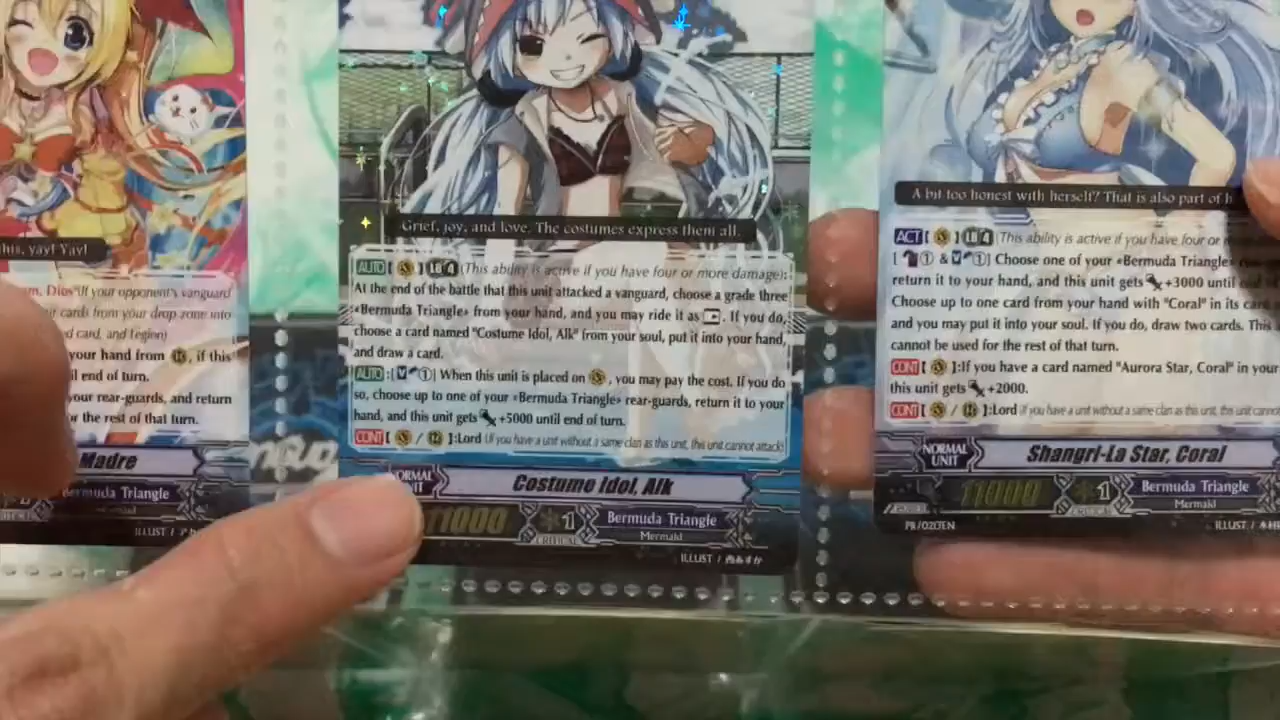 this, yay! Yay!
Dios"(If your opponent's vanguard
cards from your drop zone into
ed card, and Legion)
your hand from
, if this
il end of turn.
our rear-guards, and return
or the rest of that turn.
Madre
Bermuda Triangle
Mermaid
ILLUST /
Grief, joy, and love. The costumes express them all.
AUTO [ ] LB4 (This ability is active if you have four or more damage):
At the end of the battle that this unit attacked a vanguard, choose a grade three
«Bermuda Triangle» from your hand, and you may ride it as . If you do,
choose a card named "Costume Idol, Alk" from your soul, put it into your hand,
and draw a card.
AUTO :[ ①] When this unit is placed on , you may pay the cost. If you do
so, choose up to one of your «Bermuda Triangle» rear-guards, return it to your
hand, and this unit gets +5000 until end of turn.
CONT [ / ]:Lord (If you have a unit without a same clan as this unit, this unit cannot attack)
NORMAL
UNIT
Costume Idol, Alk
11000
1
CRITICAL
Bermuda Triangle
Mermaid
ILLUST / 西あすか
A bit too honest with herself? That is also part of h
ACT [ ] LB4 (This ability is active if you have four or
[ ① & ①] Choose one of your «Bermuda Triangle»
return it to your hand, and this unit gets +3000 until end of
Choose up to one card from your hand with "Coral" in its card
and you may put it into your soul. If you do, draw two cards. This
cannot be used for the rest of that turn.
CONT [ ]:If you have a card named "Aurora Star, Coral" in your
this unit gets +2000.
CONT [ / ]:Lord (If you have a unit without a same clan as this unit, this unit cannot
NORMAL
UNIT
Shangri-La Star, Coral
11000
1
CRITICAL
Bermuda Triangle
Mermaid
PR/0207EN
ILLUST /